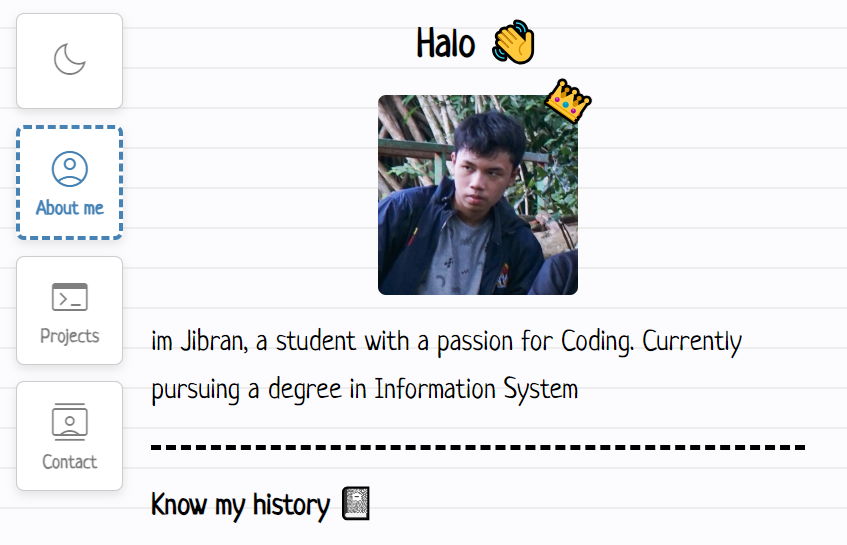 Halo 👋
About me
Projects
Contact
im Jibran, a student with a passion for Coding. Currently
pursuing a degree in Information System
Know my history